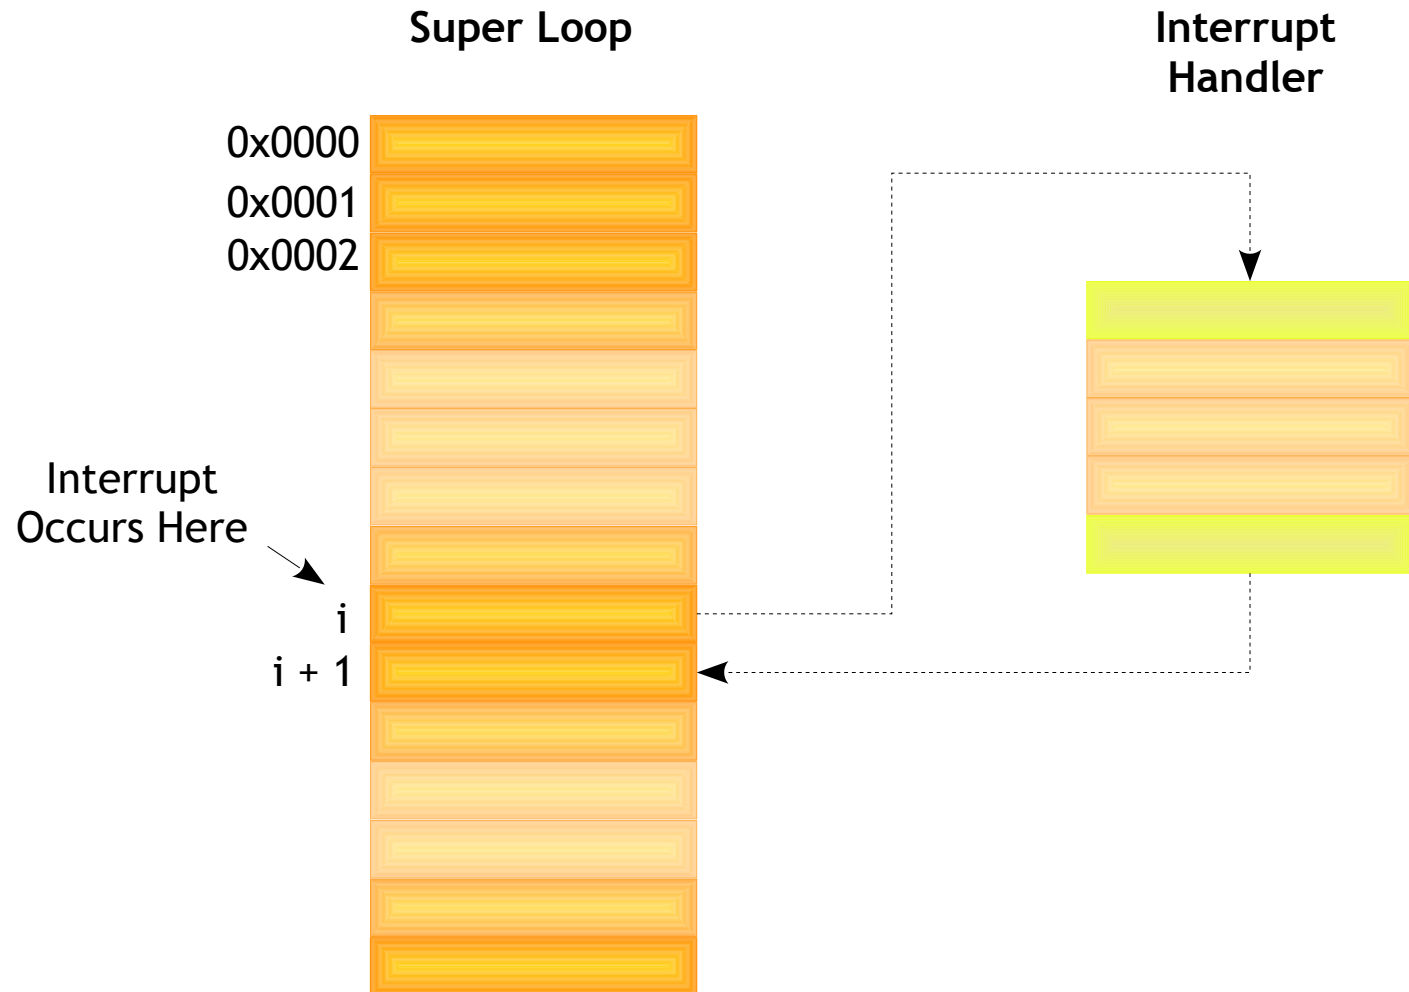 Super Loop
Interrupt
Handler
0x0000
0x0001
0x0002
Interrupt
Occurs Here
i
i + 1